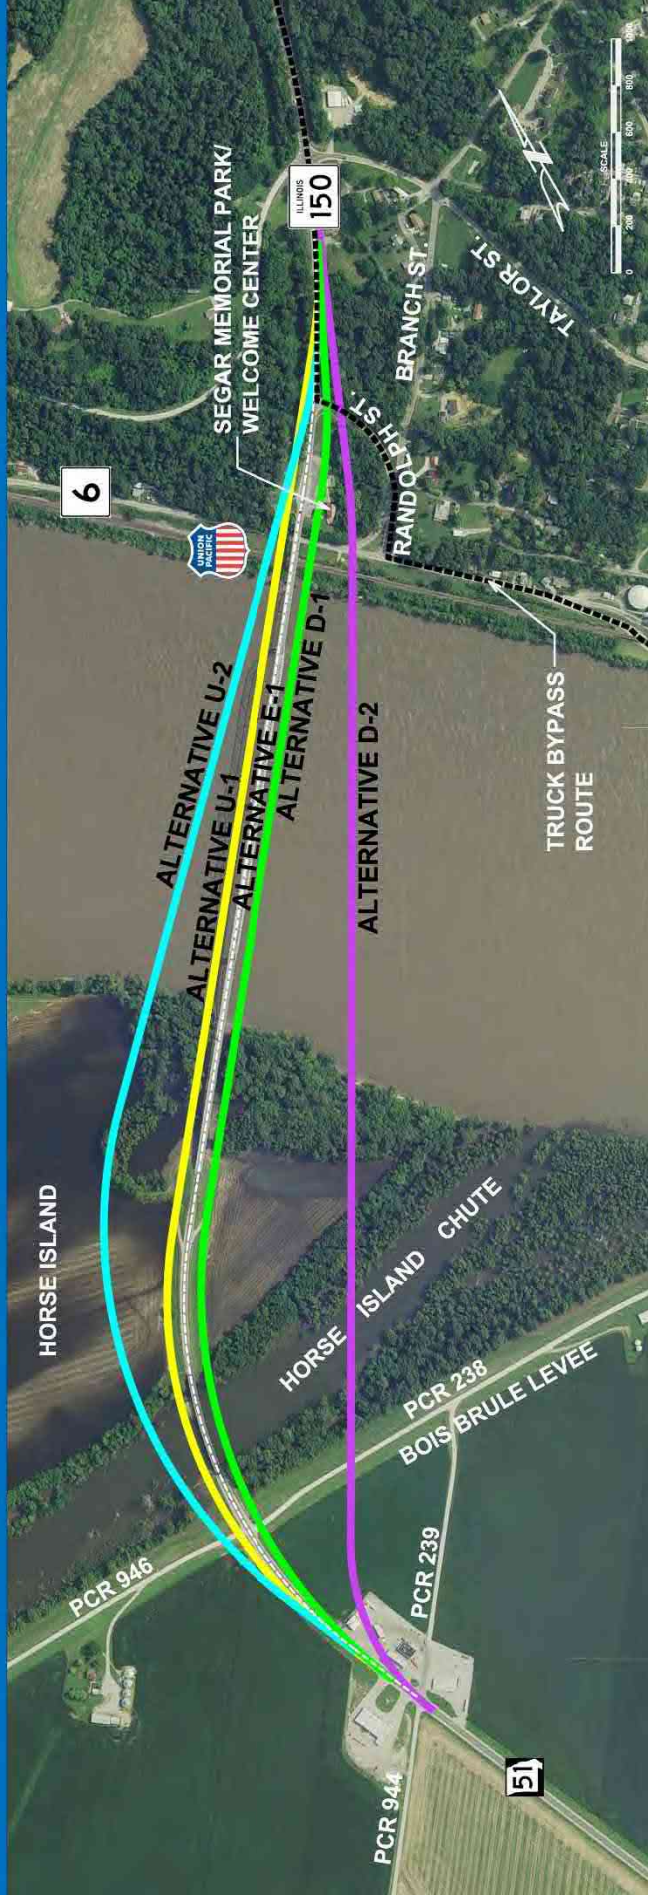 HORSE ISLAND
ALTERNATIVE U-2
ALTERNATIVE U-1
ALTERNATIVE E-1
ALTERNATIVE D-1
ALTERNATIVE D-2
UNION
PACIFIC
6
SEGAR MEMORIAL PARK/
WELCOME CENTER
ILLINOIS
150
PCR 946
HORSE ISLAND CHUTE
PCR 238
BOIS BRULE LEVEE
PCR 239
PCR 944
51
RANDOLPH ST.
BRANCH ST.
TAYLOR ST.
TRUCK BYPASS
ROUTE
SCALE
0 200 400 600 800 1000